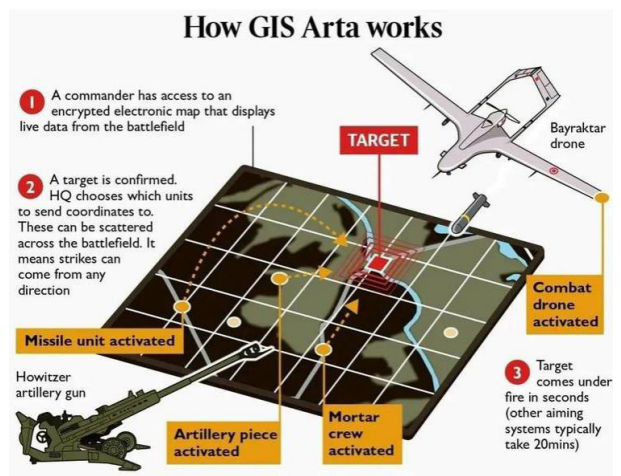 How GIS Arta works
1
A commander has access to an
encrypted electronic map that displays
live data from the battlefield
2
A target is confirmed.
HQ chooses which units
to send coordinates to.
These can be scattered
across the battlefield. It
means strikes can
come from any
direction
TARGET
Bayraktar
drone
Combat
drone
activated
Missile unit activated
Howitzer
artillery gun
Artillery piece
activated
Mortar
crew
activated
3
Target
comes under
fire in seconds
(other aiming
systems typically
take 20mins)